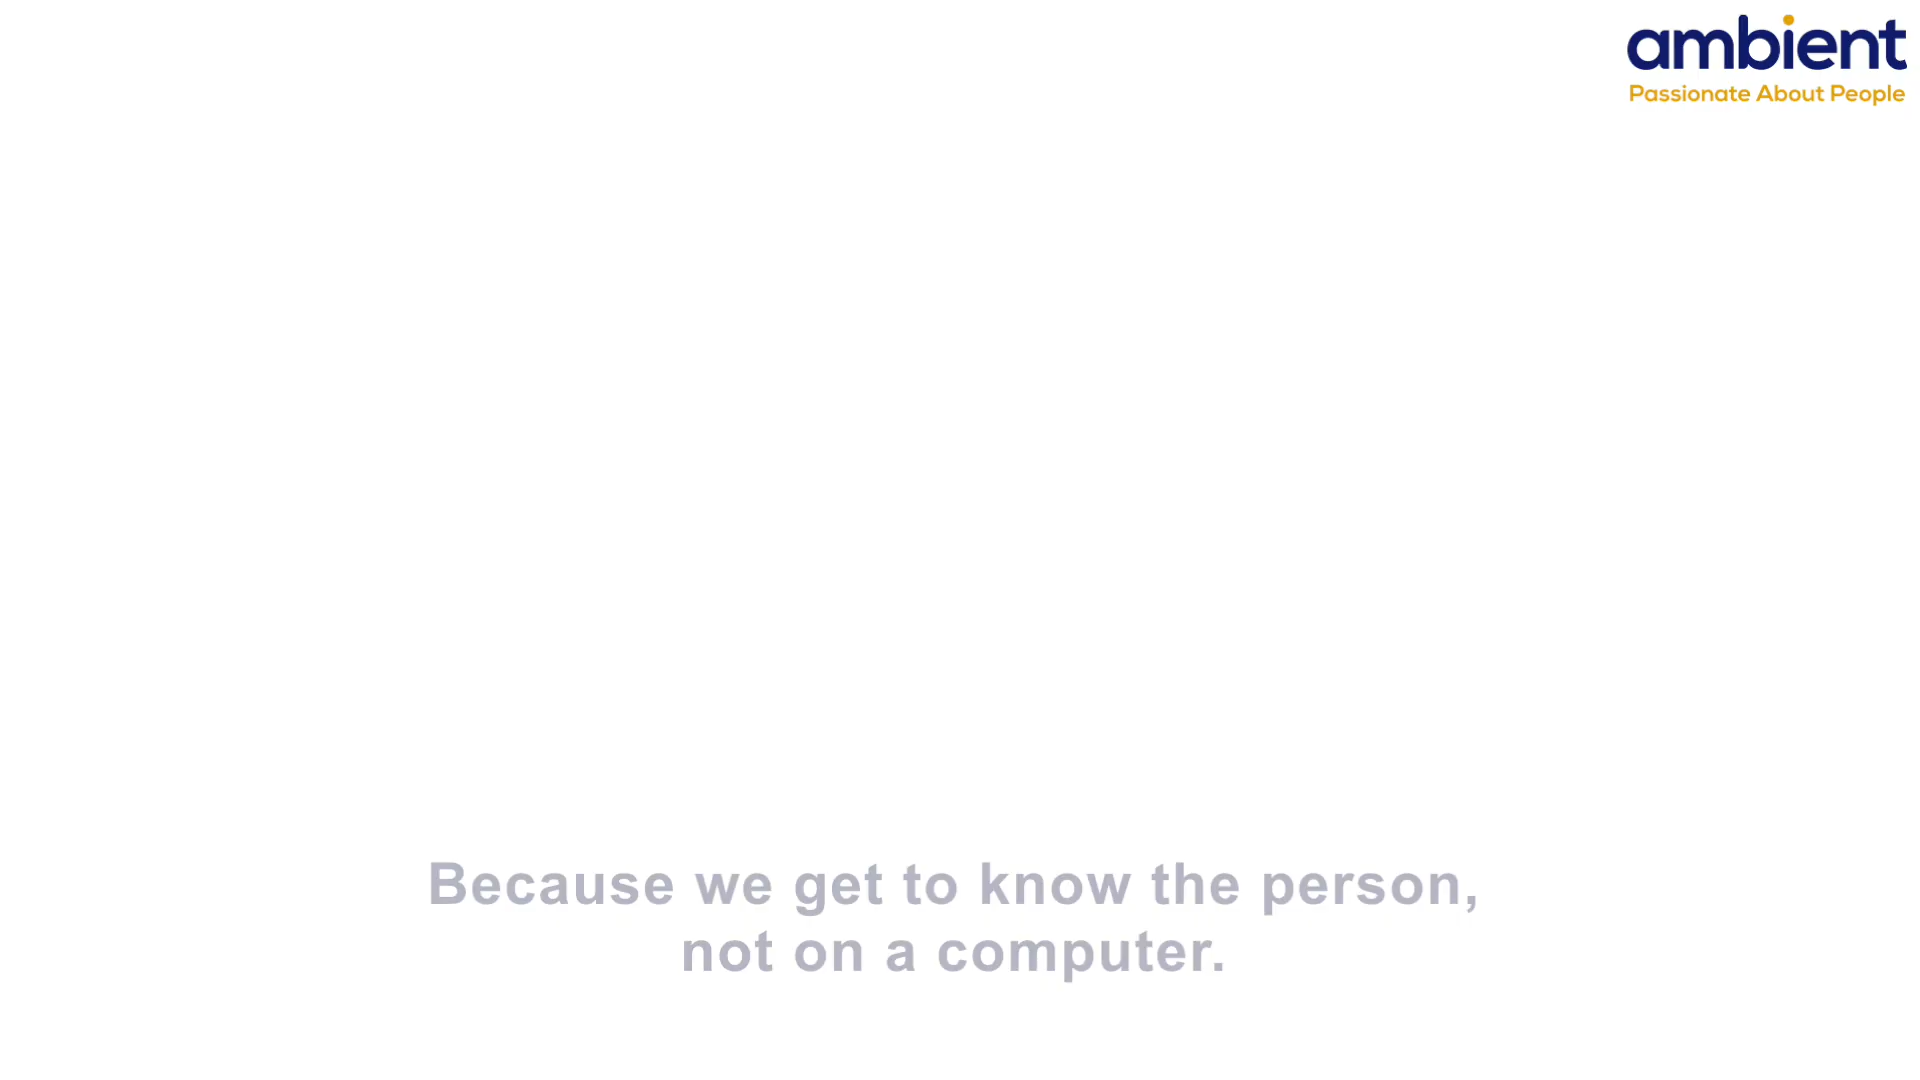 ambient
Passionate About People
Because we get to know the person,
not on a computer.